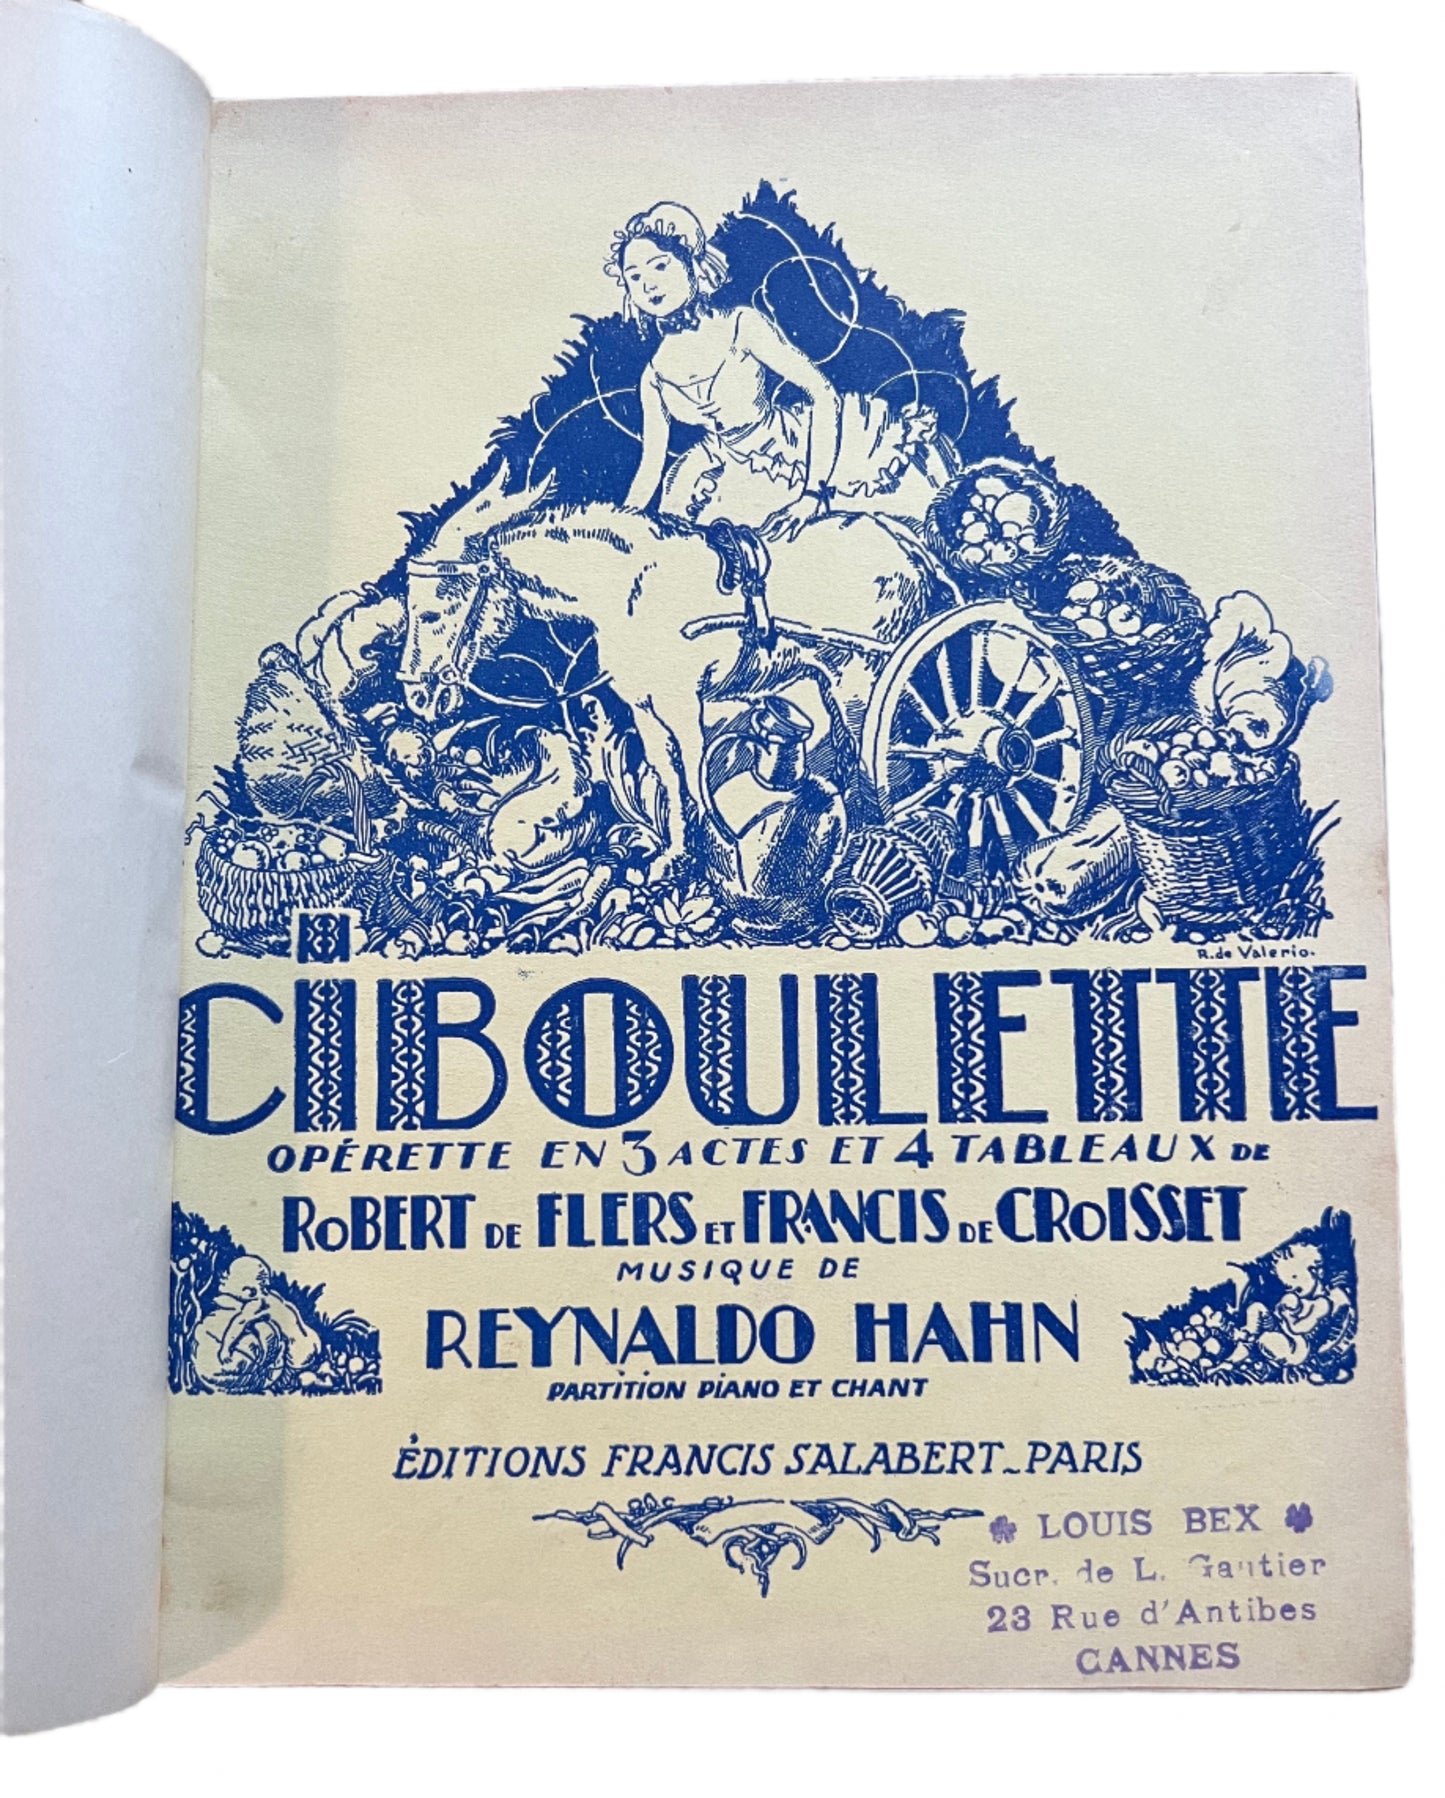 R. de Valerio.
CIBOULETTE
OPÉRETTE EN 3 ACTES ET 4 TABLEAUX DE
ROBERT DE FLERS ET FRANCIS DE CROISSET
MUSIQUE DE
REYNALDO HAHN
PARTITION PIANO ET CHANT
ÉDITIONS FRANCIS SALABERT_PARIS
LOUIS BEX
Sucr. de L. Gautier
23 Rue d'Antibes
CANNES